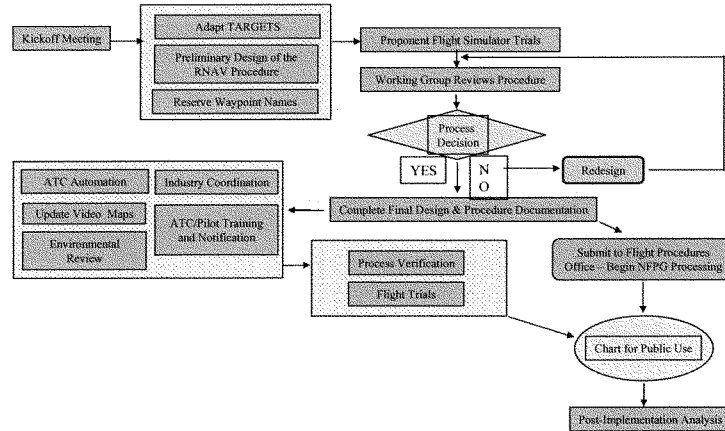 Kickoff Meeting
Adapt TARGETS
Preliminary Design of the
RNAV Procedure
Reserve Waypoint Names
Proponent Flight Simulator Trials
Working Group Reviews Procedure
Process
Decision
YES
N
O
Redesign
Complete Final Design & Procedure Documentation
ATC Automation
Industry Coordination
Update Video Maps
ATC/Pilot Training
and Notification
Environmental
Review
Process Verification
Flight Trials
Submit to Flight Procedures
Office – Begin NFPG Processing
Chart for Public Use
Post-Implementation Analysis